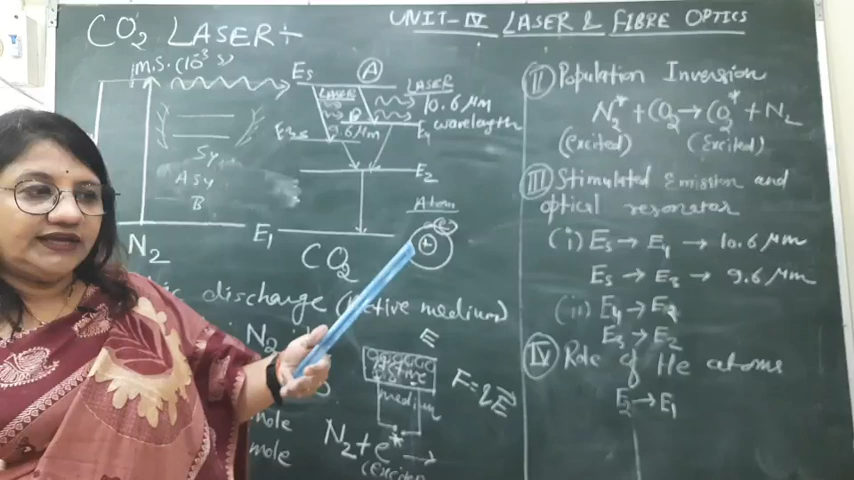 UNIT-IV LASER & FIBRE OPTICS
CO2 LASER
m.s. (10⁻³ s)
E5
A
LASER
LASER
10.6 μm
wavelength
9.6 μm
E4
E3
E2
Sy
Asy
B
N2
E1
CO2
Atom
e
+
discharge (Active medium)
N2
E
Active
medium
F=qE⃗
mole
mole
N2+e*→
(excited
II Population Inversion
N2*+CO2→CO2*+N2
(excited) (Excited)
III Stimulated Emission and
optical resonator
(i) E5→E4→10.6 μm
E5→E3→9.6 μm
(ii) E4→E2
E3→E2
IV Role of He atoms
E2→E1